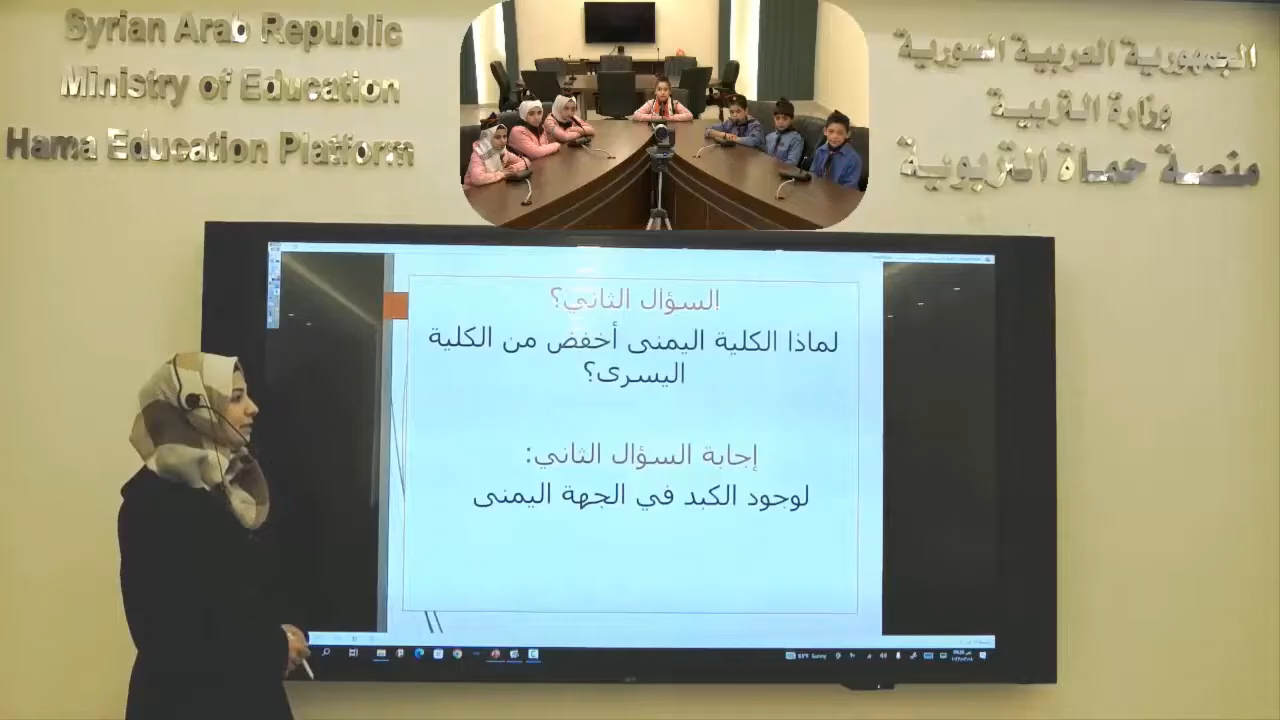 Syrian Arab Republic
Ministry of Education
Hama Education Platform
الجمهورية العربية السورية
وزارة التربية
منصة حماة التربوية
السؤال الثاني؟
لماذا الكلية اليمنى أخفض من الكلية
اليسرى؟
إجابة السؤال الثاني:
لوجود الكبد في الجهة اليمنى
Sunny